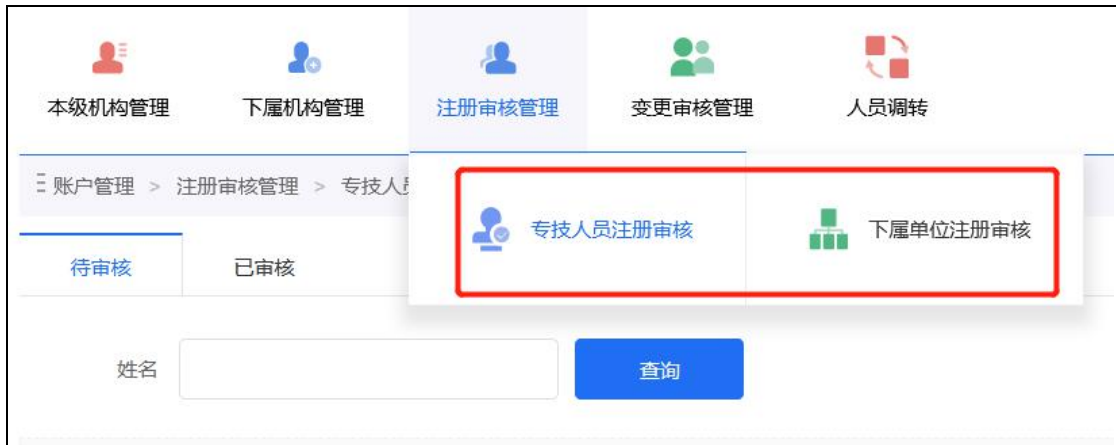 本级机构管理 下属机构管理 注册审核管理 变更审核管理 人员调转
账户管理 > 注册审核管理 > 专技人员
专技人员注册审核 下属单位注册审核
待审核 已审核
姓名 查询